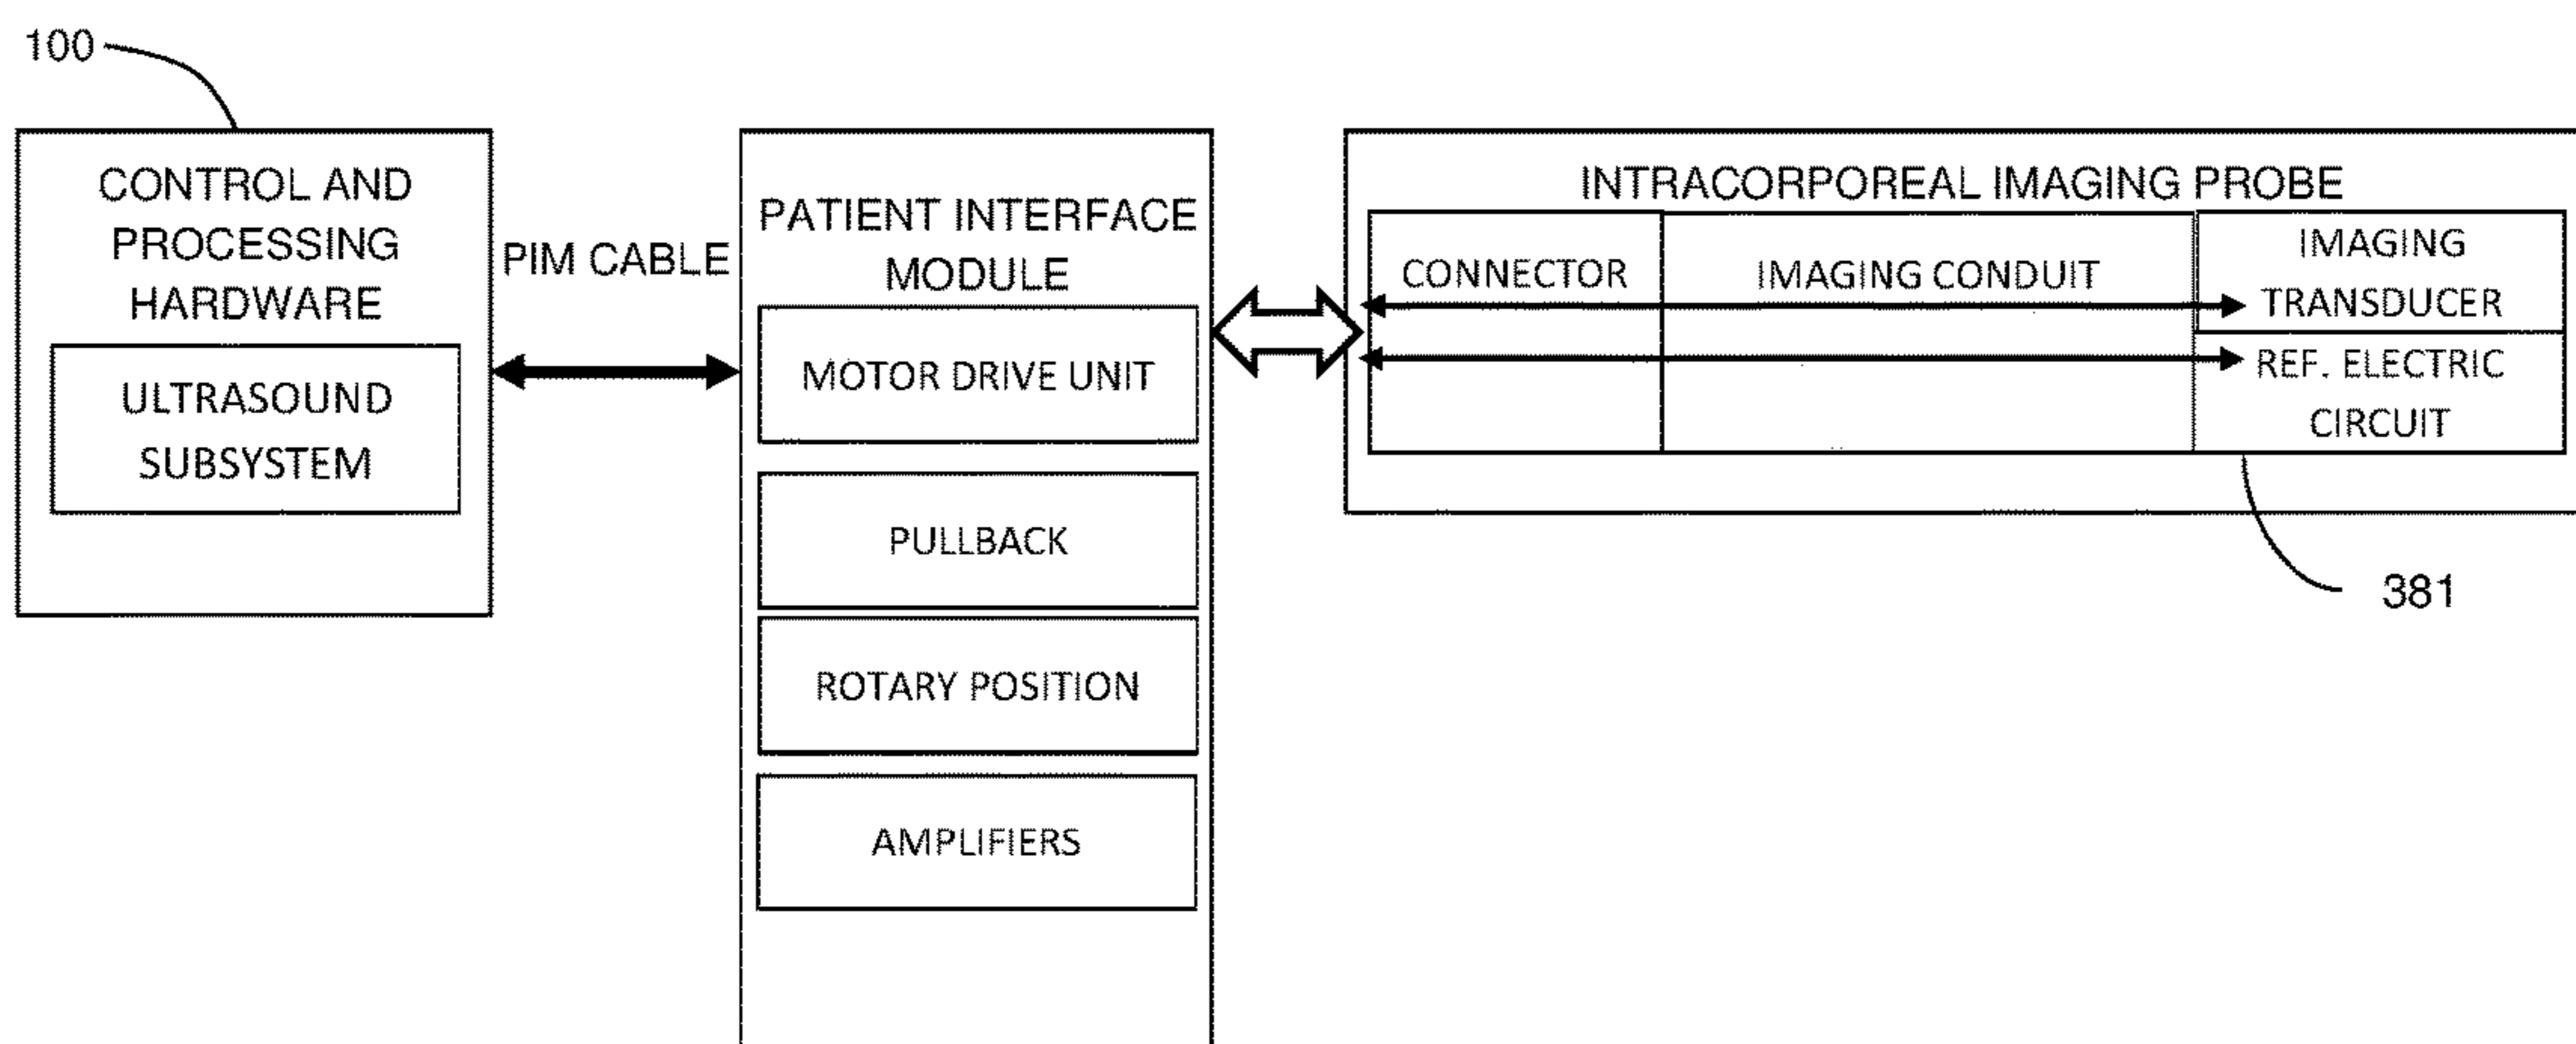 100
CONTROL AND
PROCESSING
HARDWARE
ULTRASOUND
SUBSYSTEM
PIM CABLE
PATIENT INTERFACE
MODULE
MOTOR DRIVE UNIT
PULLBACK
ROTARY POSITION
AMPLIFIERS
INTRACORPOREAL IMAGING PROBE
CONNECTOR
IMAGING CONDUIT
IMAGING
TRANSDUCER
REF. ELECTRIC
CIRCUIT
381